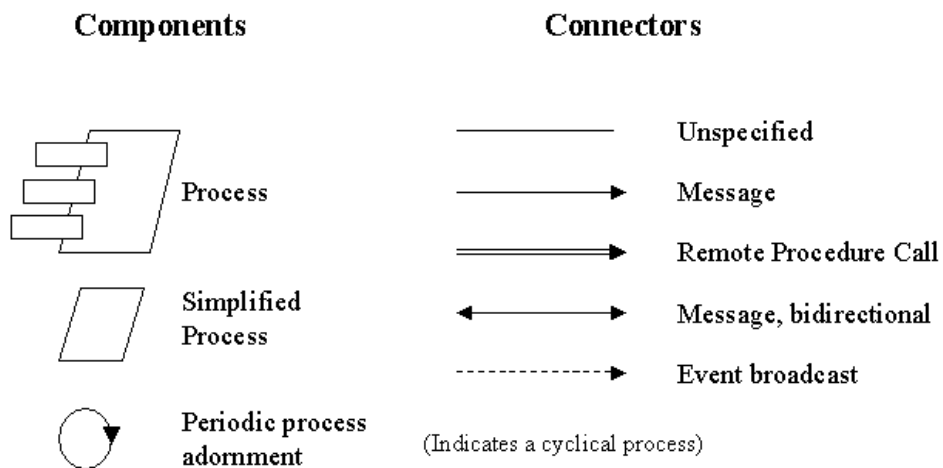 Components
Connectors
Process
Simplified
Process
Periodic process
adornment
Unspecified
Message
Remote Procedure Call
Message, bidirectional
Event broadcast
(Indicates a cyclical process)